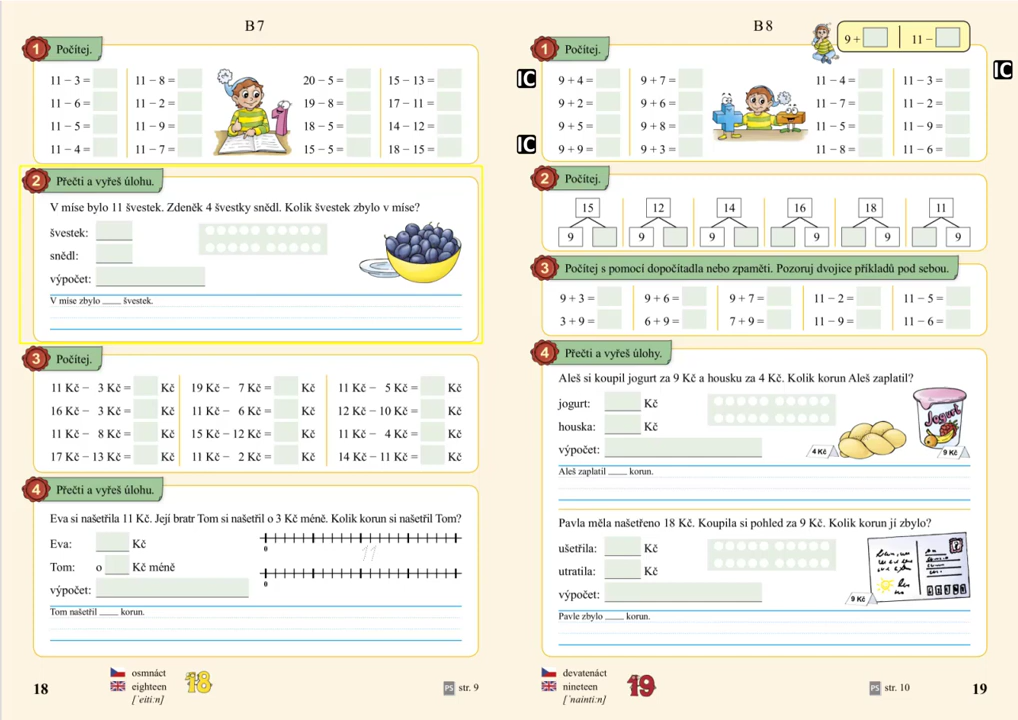 B 7
1 Počítej.
11 − 3 = 11 − 8 = 20 − 5 = 15 − 13 =
11 − 6 = 11 − 2 = 19 − 8 = 17 − 11 =
11 − 5 = 11 − 9 = 18 − 5 = 14 − 12 =
11 − 4 = 11 − 7 = 15 − 5 = 18 − 15 =
1
2 Přečti a vyřeš úlohu.
V míse bylo 11 švestek. Zdeněk 4 švestky snědl. Kolik švestek zbylo v míse?
švestek:
snědl:
výpočet:
V míse zbylo ____ švestek.
3 Počítej.
11 Kč − 3 Kč = Kč 19 Kč − 7 Kč = Kč 11 Kč − 5 Kč = Kč
16 Kč − 3 Kč = Kč 11 Kč − 6 Kč = Kč 12 Kč − 10 Kč = Kč
11 Kč − 8 Kč = Kč 15 Kč − 12 Kč = Kč 11 Kč − 4 Kč = Kč
17 Kč − 13 Kč = Kč 11 Kč − 2 Kč = Kč 14 Kč − 11 Kč = Kč
4 Přečti a vyřeš úlohu.
Eva si našetřila 11 Kč. Její bratr Tom si našetřil o 3 Kč méně. Kolik korun si našetřil Tom?
Eva: Kč
0
11
Tom: o Kč méně
0
výpočet:
Tom našetřil ____ korun.
18
osmnáct
eighteen
[ˈeitiːn]
18
PS str. 9
B 8
9 + 11 −
1 Počítej.
IC
IC
IC
9 + 4 = 9 + 7 = 11 − 4 = 11 − 3 =
9 + 2 = 9 + 6 = 11 − 7 = 11 − 2 =
9 + 5 = 9 + 8 = 11 − 5 = 11 − 9 =
9 + 9 = 9 + 3 = 11 − 8 = 11 − 6 =
2 Počítej.
15 12 14 16 18 11
9 9 9 9 9 9
3 Počítej s pomocí dopočítadla nebo zpaměti. Pozoruj dvojice příkladů pod sebou.
9 + 3 = 9 + 6 = 9 + 7 = 11 − 2 = 11 − 5 =
3 + 9 = 6 + 9 = 7 + 9 = 11 − 9 = 11 − 6 =
4 Přečti a vyřeš úlohy.
Aleš si koupil jogurt za 9 Kč a housku za 4 Kč. Kolik korun Aleš zaplatil?
jogurt: Kč
houska: Kč
výpočet:
4 Kč
Jogurt
9 Kč
Aleš zaplatil ____ korun.
Pavla měla našetřeno 18 Kč. Koupila si pohled za 9 Kč. Kolik korun jí zbylo?
ušetřila: Kč
utratila: Kč
výpočet:
9 Kč
Pavle zbylo ____ korun.
devatenáct
nineteen
[ˈnaintiːn]
19
PS str. 10
19